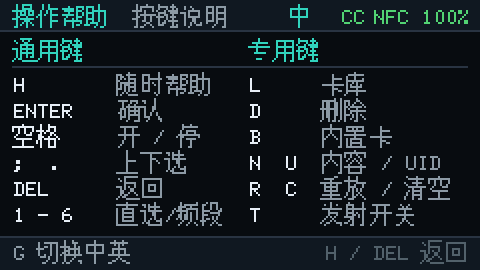 操作帮助 按键说明 中 CC NFC 100%
通用键 专用键
H 随时帮助 L 卡库
ENTER 确认 D 删除
空格 开 / 停 B 内置卡
; . 上下选 N U 内容 / UID
DEL 返回 R C 重放 / 清空
1 - 6 直选/频段 T 发射开关
G 切换中英 H / DEL 返回